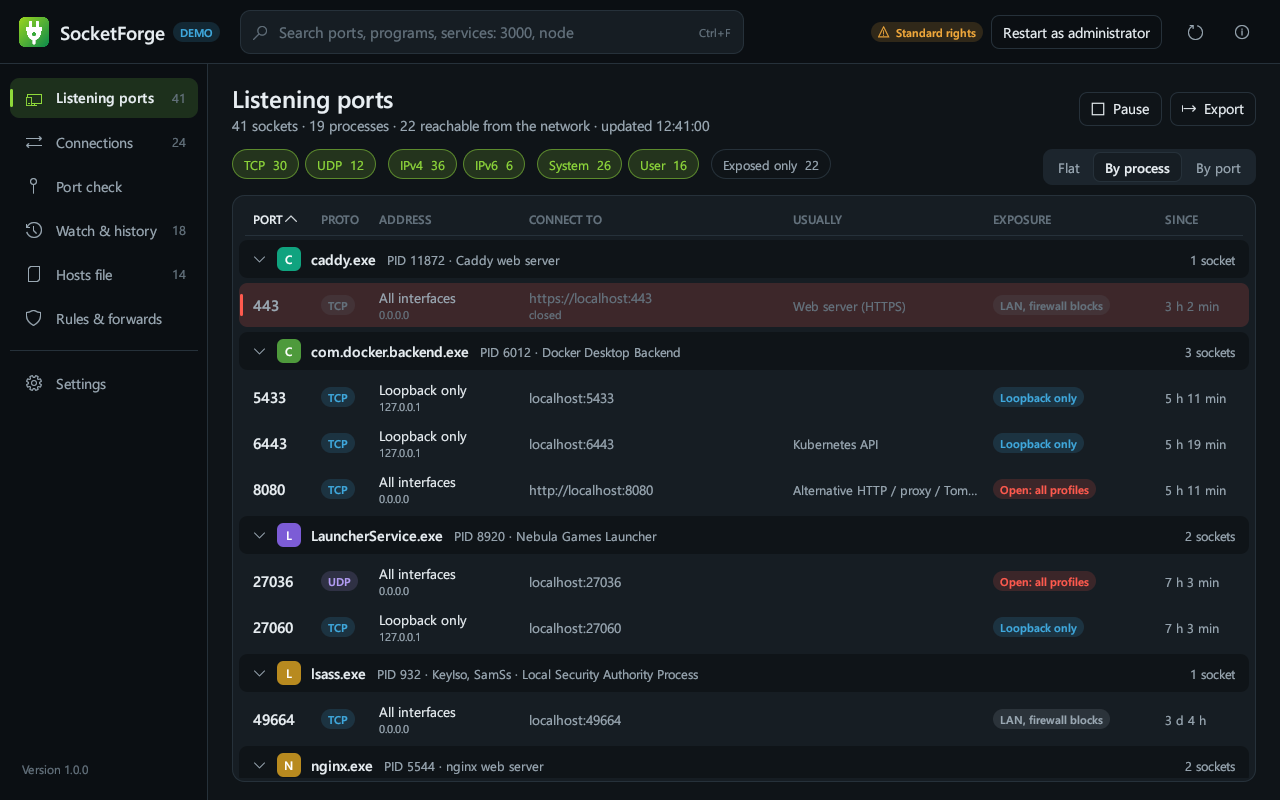 SocketForge DEMO
Search ports, programs, services: 3000, node Ctrl+F
Standard rights
Restart as administrator
Listening ports 41
Connections 24
Port check
Watch & history 18
Hosts file 14
Rules & forwards
Settings
Version 1.0.0
Listening ports
41 sockets · 19 processes · 22 reachable from the network · updated 12:41:00
Pause
Export
TCP 30 UDP 12 IPv4 36 IPv6 6 System 26 User 16 Exposed only 22
Flat By process By port
PORT PROTO ADDRESS CONNECT TO USUALLY EXPOSURE SINCE
C caddy.exe PID 11872 · Caddy web server 1 socket
443 TCP All interfaces https://localhost:443 Web server (HTTPS) LAN, firewall blocks 3 h 2 min
0.0.0.0 closed
C com.docker.backend.exe PID 6012 · Docker Desktop Backend 3 sockets
5433 TCP Loopback only localhost:5433 Loopback only 5 h 11 min
127.0.0.1
6443 TCP Loopback only localhost:6443 Kubernetes API Loopback only 5 h 19 min
127.0.0.1
8080 TCP All interfaces http://localhost:8080 Alternative HTTP / proxy / Tom... Open: all profiles 5 h 11 min
0.0.0.0
L LauncherService.exe PID 8920 · Nebula Games Launcher 2 sockets
27036 UDP All interfaces localhost:27036 Open: all profiles 7 h 3 min
0.0.0.0
27060 TCP Loopback only localhost:27060 Loopback only 7 h 3 min
127.0.0.1
L lsass.exe PID 932 · KeyIso, SamSs · Local Security Authority Process 1 socket
49664 TCP All interfaces localhost:49664 LAN, firewall blocks 3 d 4 h
0.0.0.0
N nginx.exe PID 5544 · nginx web server 2 sockets